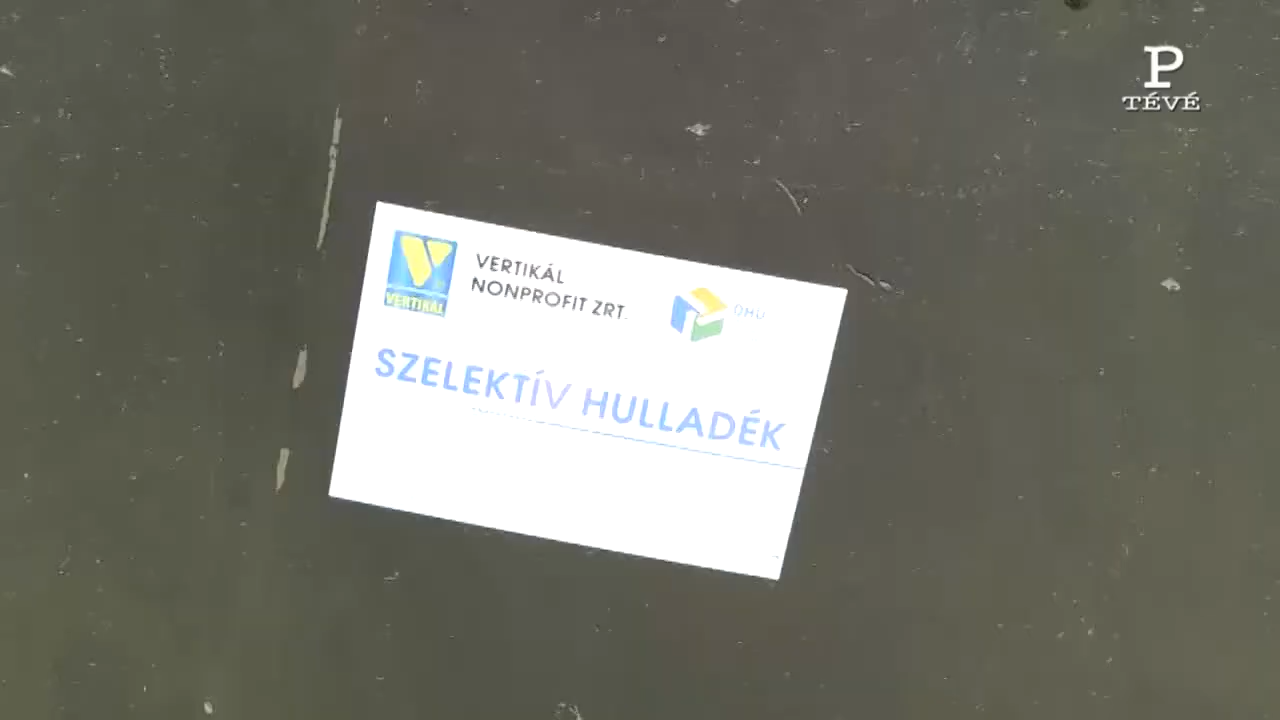 P
TÉVÉ
VERTIKÁL
VERTIKÁL
NONPROFIT ZRT.
OHU
SZELEKTÍV HULLADÉK